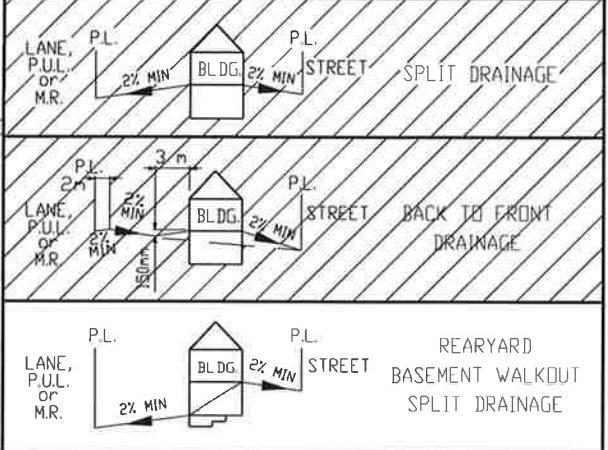 P.L.
P.L.
LANE,
P.U.L.
or
M.R.
2% MIN
BLDG.
2% MIN
STREET
SPLIT DRAINAGE
P.L.
3 m
2m
2% MIN
2% MIN
LANE,
P.U.L.
or
M.R.
150mm
BLDG.
2% MIN
P.L.
STREET
BACK TO FRONT
DRAINAGE
P.L.
P.L.
LANE,
P.U.L.
or
M.R.
2% MIN
BLDG.
2% MIN
STREET
REARYARD
BASEMENT WALKOUT
SPLIT DRAINAGE